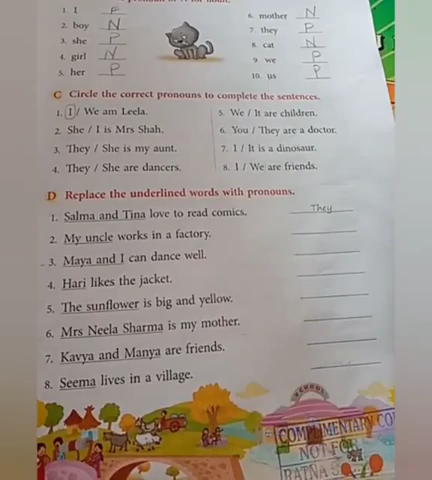 1. I P
2. boy N
3. she P
4. girl N
5. her P
6. mother N
7. they P
8. cat N
9. we P
10. us P
C Circle the correct pronouns to complete the sentences.
1. I / We am Leela.
2. She / I is Mrs Shah.
3. They / She is my aunt.
4. They / She are dancers.
5. We / It are children.
6. You / They are a doctor.
7. I / It is a dinosaur.
8. I / We are friends.
D Replace the underlined words with pronouns.
1. Salma and Tina love to read comics. They
2. My uncle works in a factory.
3. Maya and I can dance well.
4. Hari likes the jacket.
5. The sunflower is big and yellow.
6. Mrs Neela Sharma is my mother.
7. Kavya and Manya are friends.
8. Seema lives in a village.
SCHOOL
COMPLIMENTARY CO
NOT FOR
RATNA S